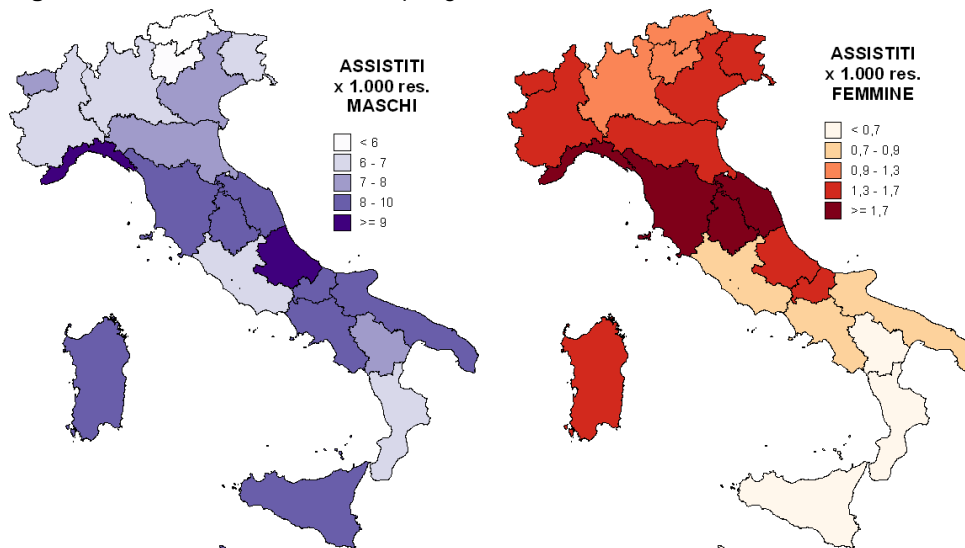 ASSISTITI
x 1.000 res.
MASCHI
< 6
6 - 7
7 - 8
8 - 10
>= 9
ASSISTITI
x 1.000 res.
FEMMINE
< 0,7
0,7 - 0,9
0,9 - 1,3
1,3 - 1,7
>= 1,7